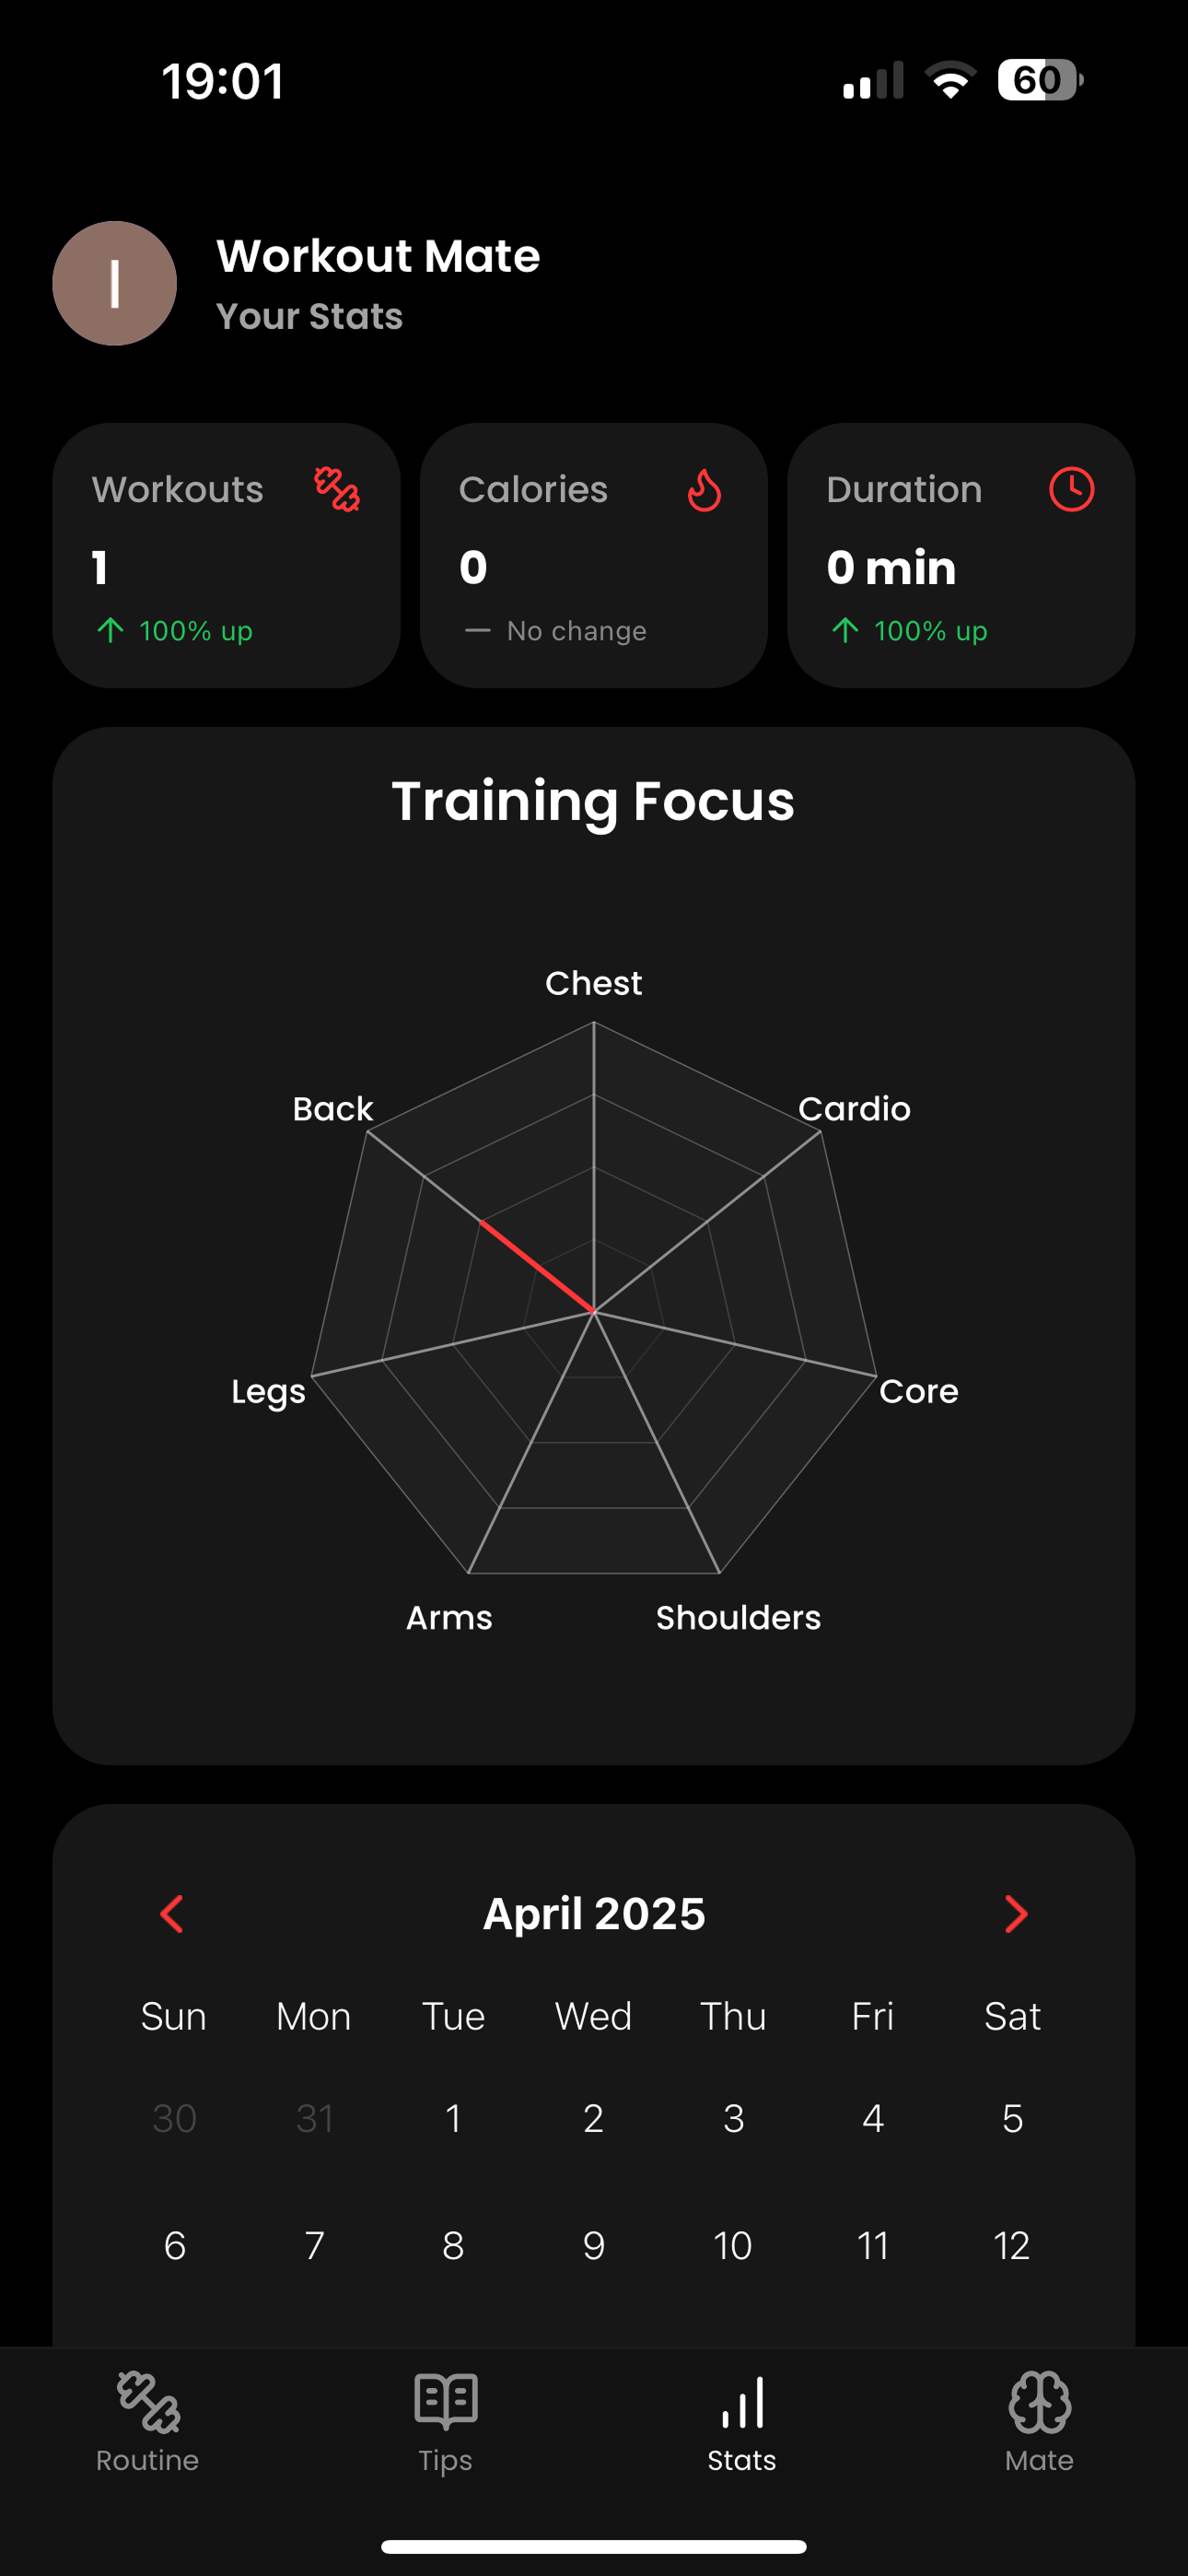 19:01
60
I
Workout Mate
Your Stats
Workouts
1
100% up
Calories
0
No change
Duration
0 min
100% up
Training Focus
Chest
Back
Cardio
Legs
Core
Arms
Shoulders
April 2025
Sun Mon Tue Wed Thu Fri Sat
30 31 1 2 3 4 5
6 7 8 9 10 11 12
Routine Tips Stats Mate